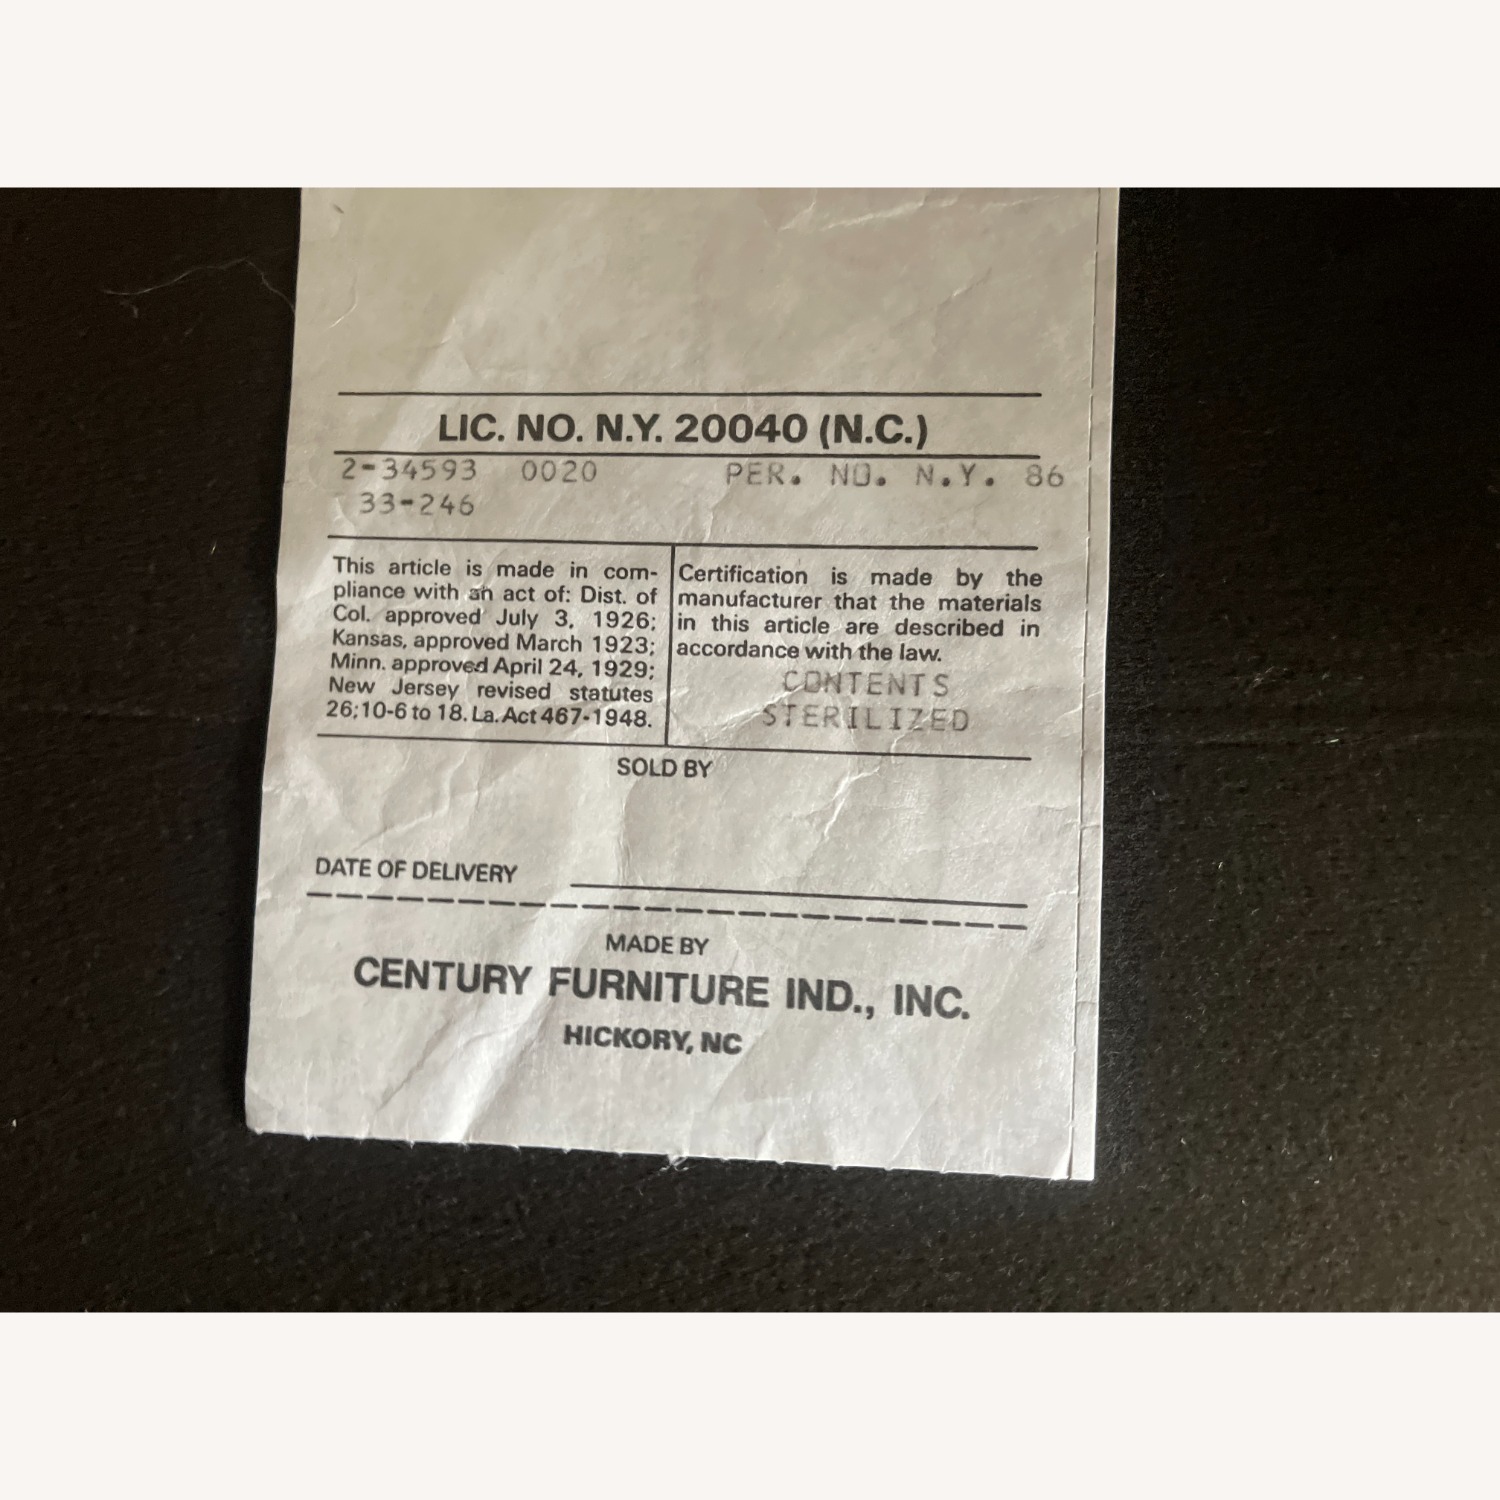 LIC. NO. N.Y. 20040 (N.C.)
2-34593 0020 PER. NO. N.Y. 86
33-246
This article is made in com-
pliance with an act of: Dist. of
Col. approved July 3, 1926;
Kansas, approved March 1923;
Minn. approved April 24, 1929;
New Jersey revised statutes
26;10-6 to 18. La. Act 467-1948.
Certification is made by the
manufacturer that the materials
in this article are described in
accordance with the law.
CONTENTS
STERILIZED
SOLD BY
DATE OF DELIVERY
MADE BY
CENTURY FURNITURE IND., INC.
HICKORY, NC